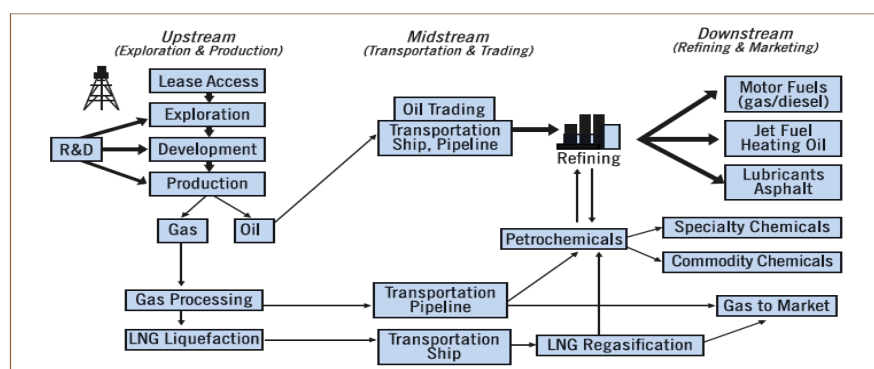 Upstream
(Exploration & Production)
Midstream
(Transportation & Trading)
Downstream
(Refining & Marketing)
Lease Access
Exploration
R&D
Development
Production
Gas
Oil
Oil Trading
Transportation
Ship, Pipeline
Refining
Motor Fuels
(gas/diesel)
Jet Fuel
Heating Oil
Lubricants
Asphalt
Petrochemicals
Specialty Chemicals
Commodity Chemicals
Gas Processing
Transportation
Pipeline
Gas to Market
LNG Liquefaction
Transportation
Ship
LNG Regasification